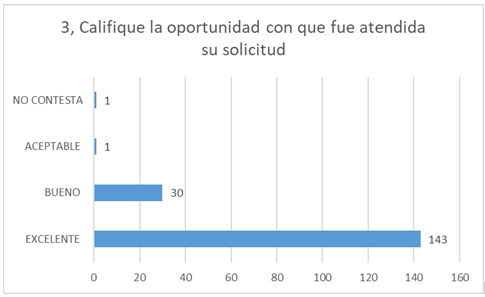 3, Califique la oportunidad con que fue atendida
su solicitud
NO CONTESTA 1
ACEPTABLE 1
BUENO 30
EXCELENTE 143
0 20 40 60 80 100 120 140 160